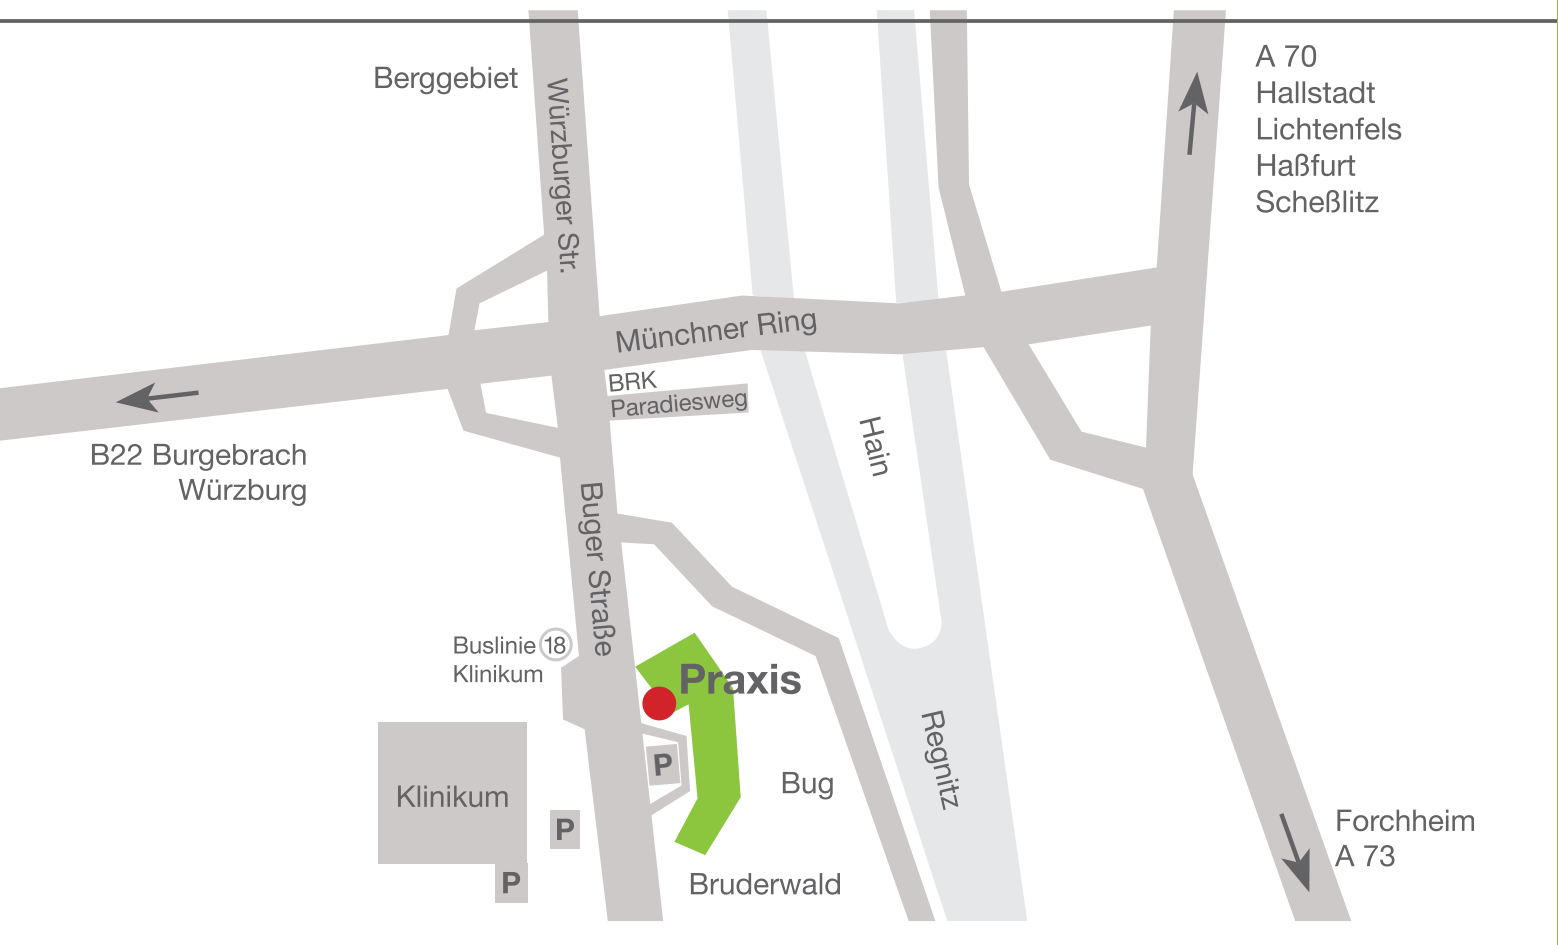 A 70
Hallstadt
Lichtenfels
Haßfurt
Scheßlitz
Berggebiet
Würzburger Str.
Münchner Ring
BRK
Paradiesweg
B22 Burgebrach
Würzburg
Hain
Buger Straße
Buslinie 18
Klinikum
Praxis
Regnitz
P
Bug
Klinikum
P
P
Bruderwald
Forchheim
A 73